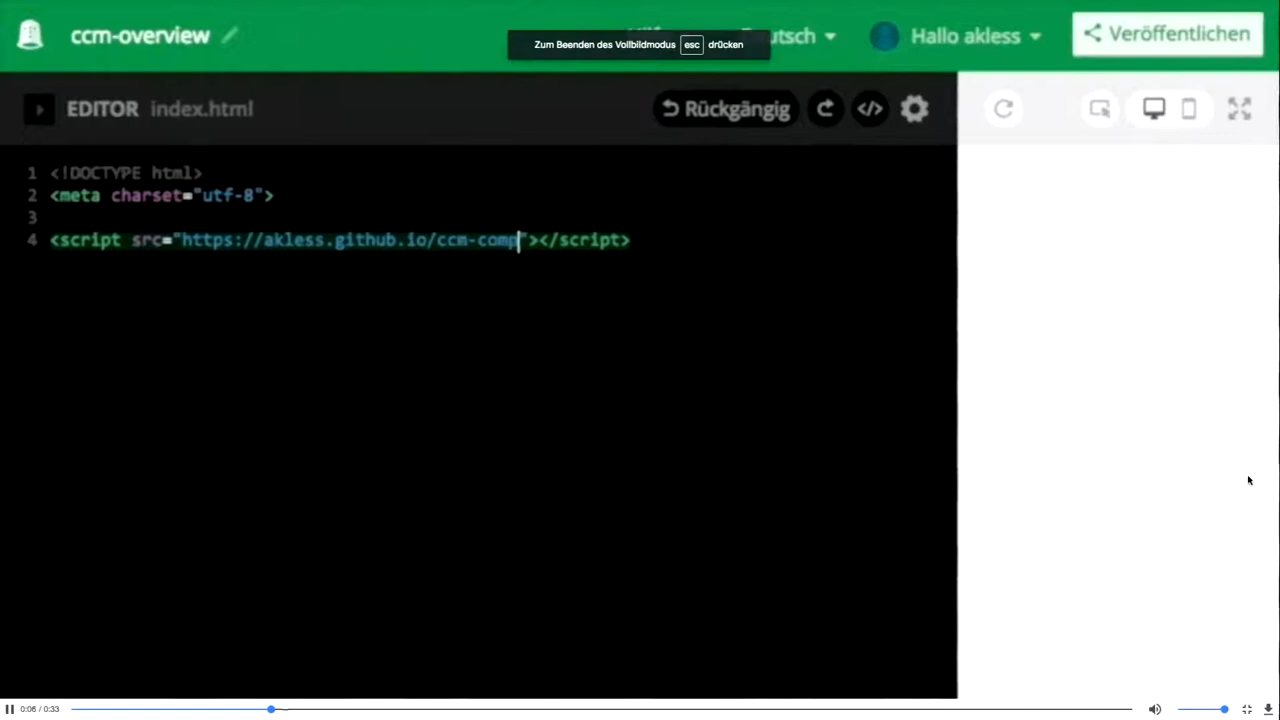 ccm-overview
Zum Beenden des Vollbildmodus esc drücken
Hallo akless
Veröffentlichen
EDITOR index.html
Rückgängig
</>
1 <!DOCTYPE html>
2 <meta charset="utf-8">
3
4 <script src="https://akless.github.io/ccm-comp"></script>
0:06 / 0:33